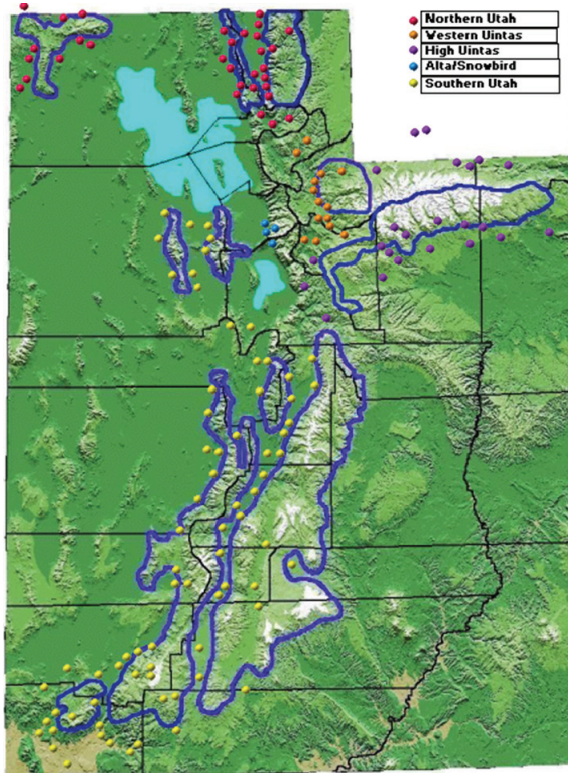 Northern Utah
Western Uintas
High Uintas
Alta/Snowbird
Southern Utah